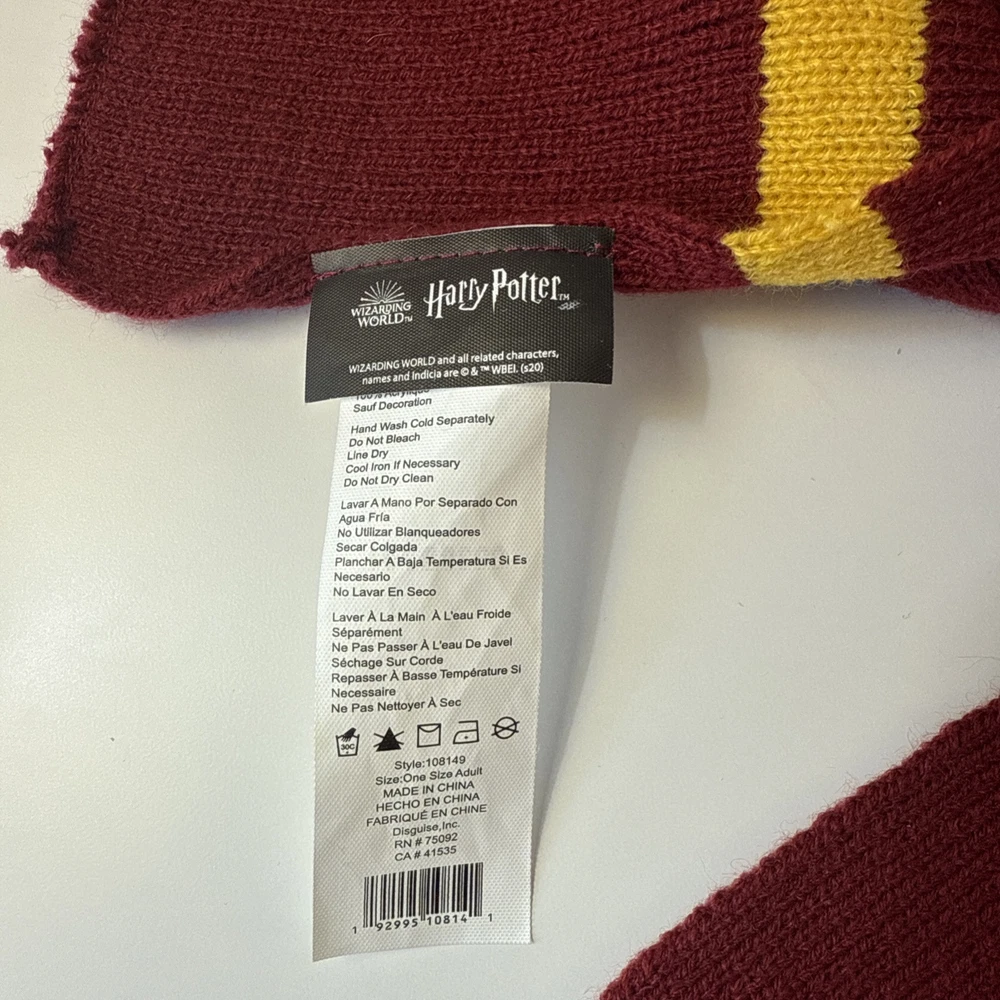 WIZARDING
WORLD™
Harry Potter™
WIZARDING WORLD and all related characters,
names and Indicia are © & ™ WBEI. (s20)
100% Acrylique
Sauf Decoration
Hand Wash Cold Separately
Do Not Bleach
Line Dry
Cool Iron If Necessary
Do Not Dry Clean
Lavar A Mano Por Separado Con
Agua Fría
No Utilizar Blanqueadores
Secar Colgada
Planchar A Baja Temperatura Si Es
Necesario
No Lavar En Seco
Laver À La Main À L'eau Froide
Séparément
Ne Pas Passer À L'eau De Javel
Séchage Sur Corde
Repasser À Basse Température Si
Necessaire
Ne Pas Nettoyer À Sec
30C
Style:108149
Size:One Size Adult
MADE IN CHINA
HECHO EN CHINA
FABRIQUÉ EN CHINE
Disguise,Inc.
RN # 75092
CA # 41535
1 92995 10814 1